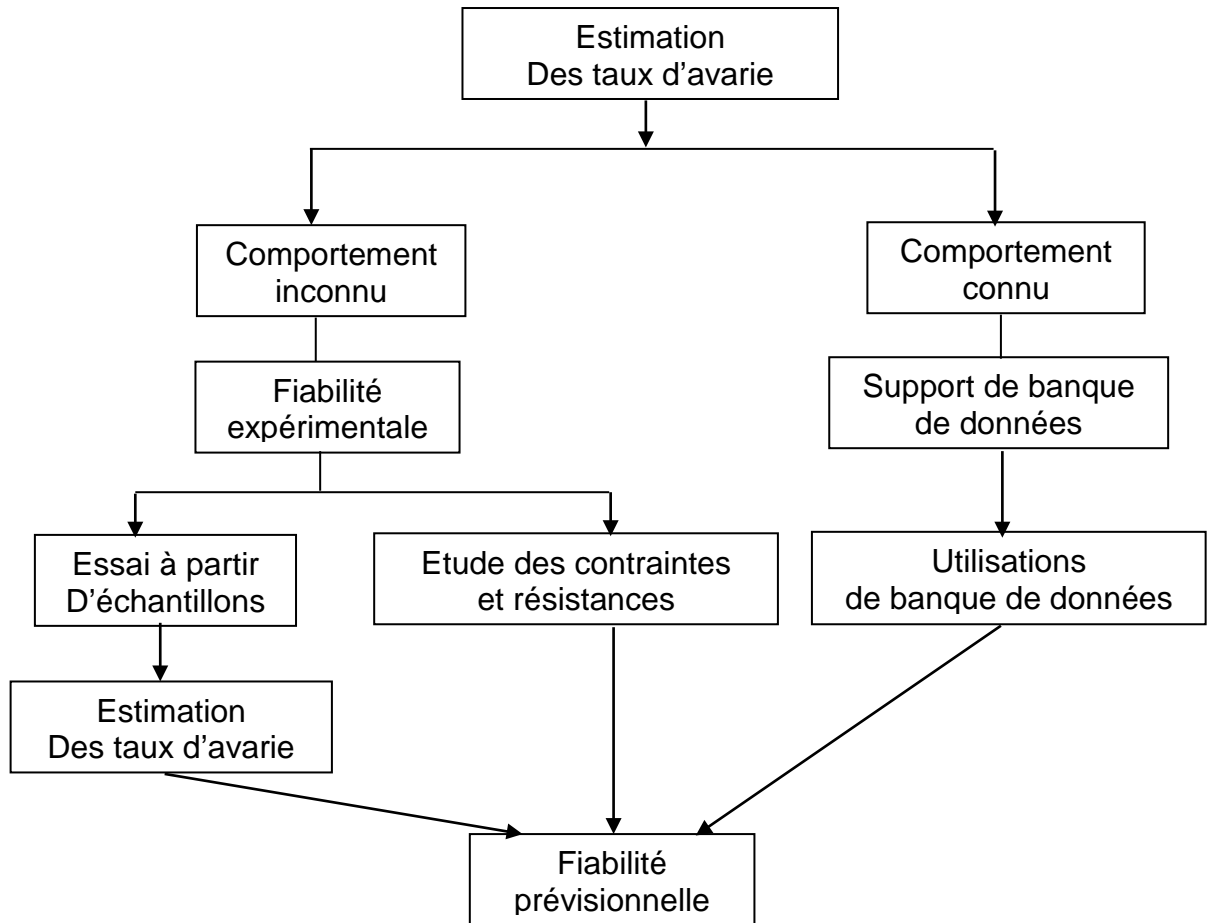 Estimation
Des taux d'avarie
Comportement
inconnu
Comportement
connu
Fiabilité
expérimentale
Support de banque
de données
Essai à partir
D'échantillons
Etude des contraintes
et résistances
Utilisations
de banque de données
Estimation
Des taux d'avarie
Fiabilité
prévisionnelle